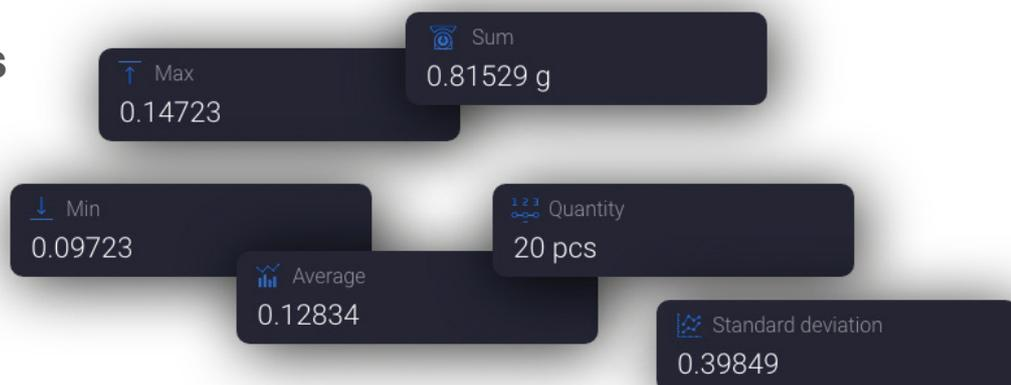 Sum
0.81529 g
Max
0.14723
Min
0.09723
Quantity
20 pcs
Average
0.12834
Standard deviation
0.39849